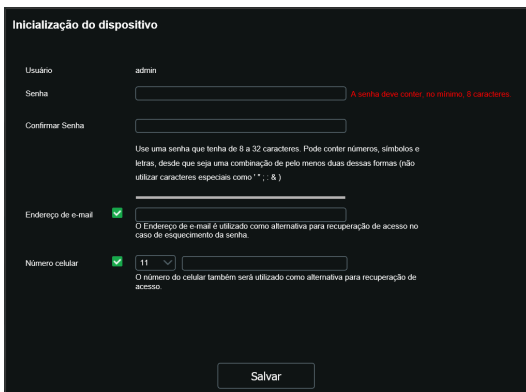 Inicialização do dispositivo
Usuário admin
Senha A senha deve conter, no mínimo, 8 caracteres.
Confirmar Senha
Use uma senha que tenha de 8 a 32 caracteres. Pode conter números, símbolos e
letras, desde que seja uma combinação de pelo menos duas dessas formas (não
utilizar caracteres especiais como ' " ; : & )
Endereço de e-mail
O Endereço de e-mail é utilizado como alternativa para recuperação de acesso no
caso de esquecimento da senha.
Número celular 11
O número do celular também será utilizado como alternativa para recuperação de
acesso.
Salvar